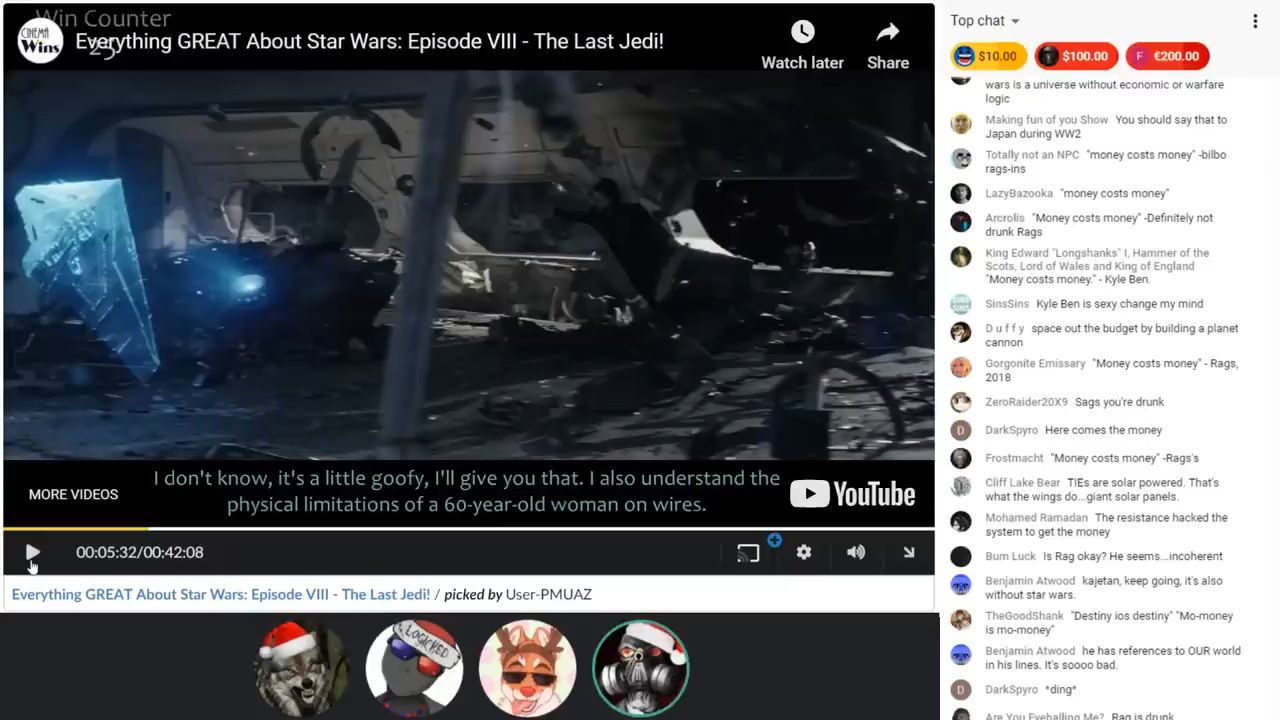 Win Counter
25
CINEMA
Wins
Everything GREAT About Star Wars: Episode VIII - The Last Jedi!
Watch later
Share
I don't know, it's a little goofy, I'll give you that. I also understand the
physical limitations of a 60-year-old woman on wires.
MORE VIDEOS
YouTube
00:05:32/00:42:08
Everything GREAT About Star Wars: Episode VIII - The Last Jedi! / picked by User-PMUAZ
LOGICKED
Top chat
$10.00
$100.00
F €200.00
wars is a universe without economic or warfare
logic
Making fun of you Show You should say that to
Japan during WW2
Totally not an NPC "money costs money" -bilbo
rags-ins
LazyBazooka "money costs money"
Arcrolis "Money costs money" -Definitely not
drunk Rags
King Edward "Longshanks" I, Hammer of the
Scots, Lord of Wales and King of England
"Money costs money." - Kyle Ben.
SinsSins Kyle Ben is sexy change my mind
D u f f y space out the budget by building a planet
cannon
Gorgonite Emissary "Money costs money" - Rags,
2018
ZeroRaider20X9 Sags you're drunk
D DarkSpyro Here comes the money
Frostmacht "Money costs money" -Rags's
Cliff Lake Bear TIEs are solar powered. That's
what the wings do...giant solar panels.
Mohamed Ramadan The resistance hacked the
system to get the money
Bum Luck Is Rag okay? He seems...incoherent
Benjamin Atwood kajetan, keep going, it's also
without star wars.
TheGoodShank "Destiny ios destiny" "Mo-money
is mo-money"
Benjamin Atwood he has references to OUR world
in his lines. It's soooo bad.
D DarkSpyro *ding*
Are You Eyeballing Me? Rag is drunk